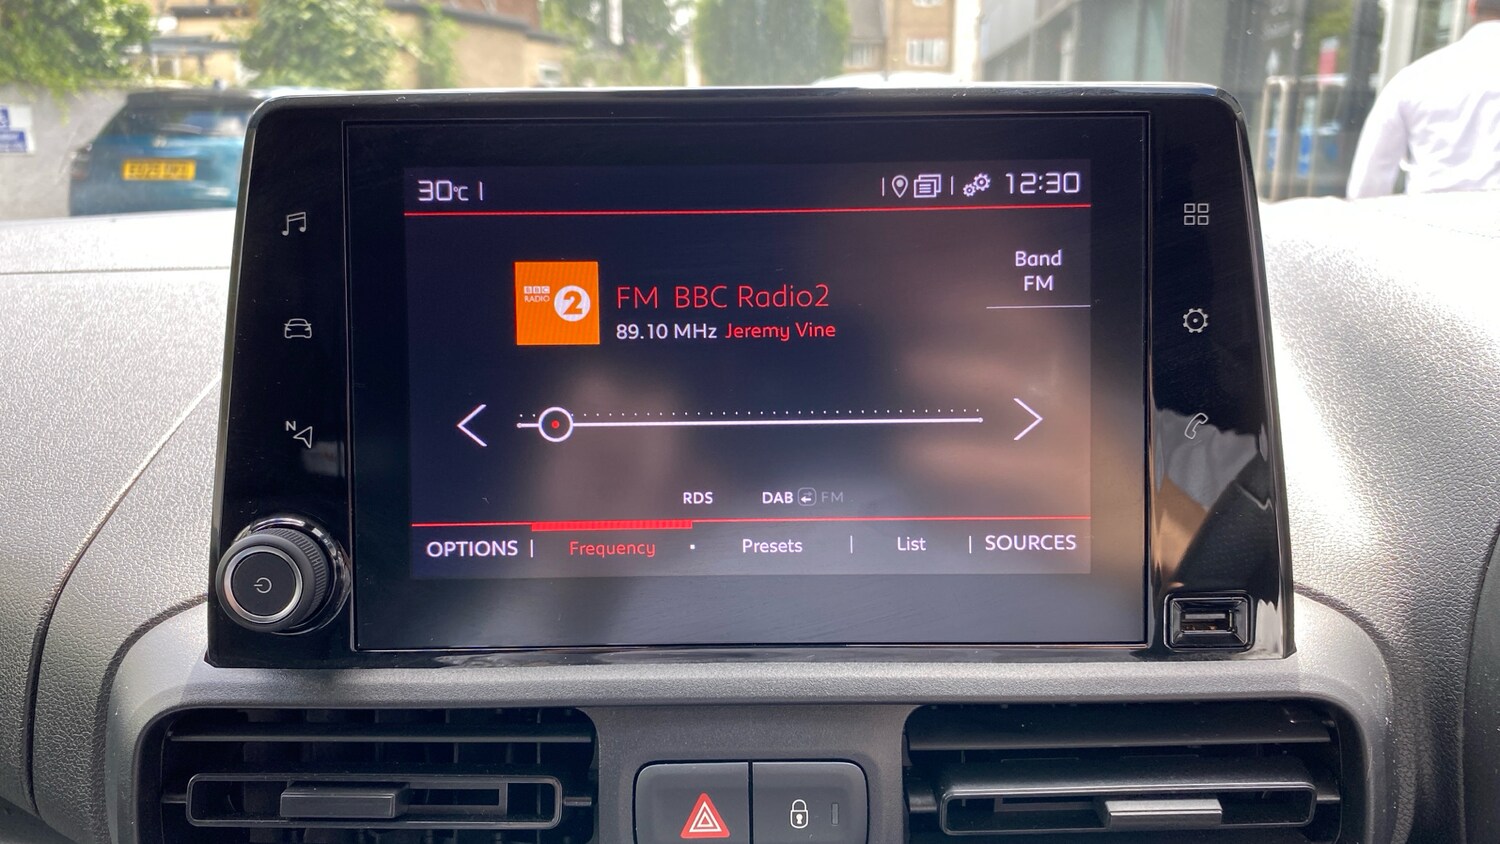 30°C
12:30
Band
FM
BBC
RADIO
2
FM BBC Radio2
89.10 MHz Jeremy Vine
N
RDS
DAB FM
OPTIONS | Frequency Presets | List | SOURCES